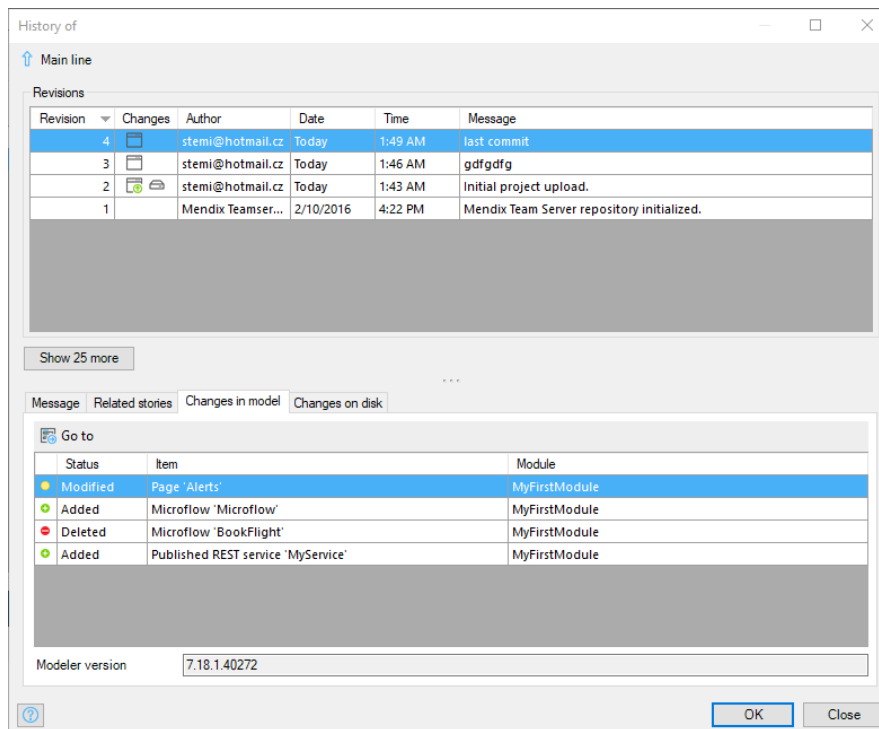 History of
Main line
Revisions
Revision Changes Author Date Time Message
4 stemi@hotmail.cz Today 1:49 AM last commit
3 stemi@hotmail.cz Today 1:46 AM gdfgdfg
2 stemi@hotmail.cz Today 1:43 AM Initial project upload.
1 Mendix Teamser... 2/10/2016 4:22 PM Mendix Team Server repository initialized.
Show 25 more
...
Message Related stories Changes in model Changes on disk
Go to
Status Item Module
Modified Page 'Alerts' MyFirstModule
Added Microflow 'Microflow' MyFirstModule
Deleted Microflow 'BookFlight' MyFirstModule
Added Published REST service 'MyService' MyFirstModule
Modeler version 7.18.1.40272
? OK Close